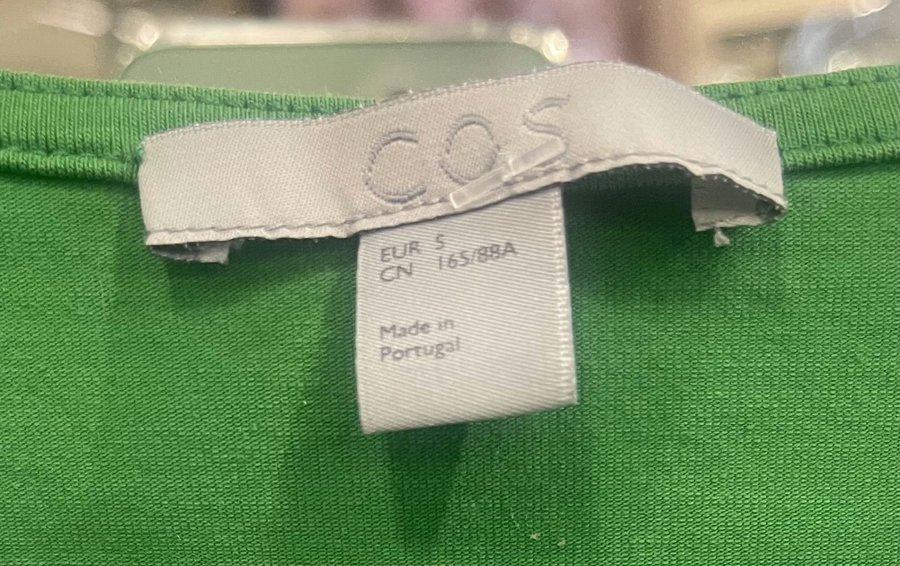 COS
EUR S
CN 165/88A
Made in
Portugal